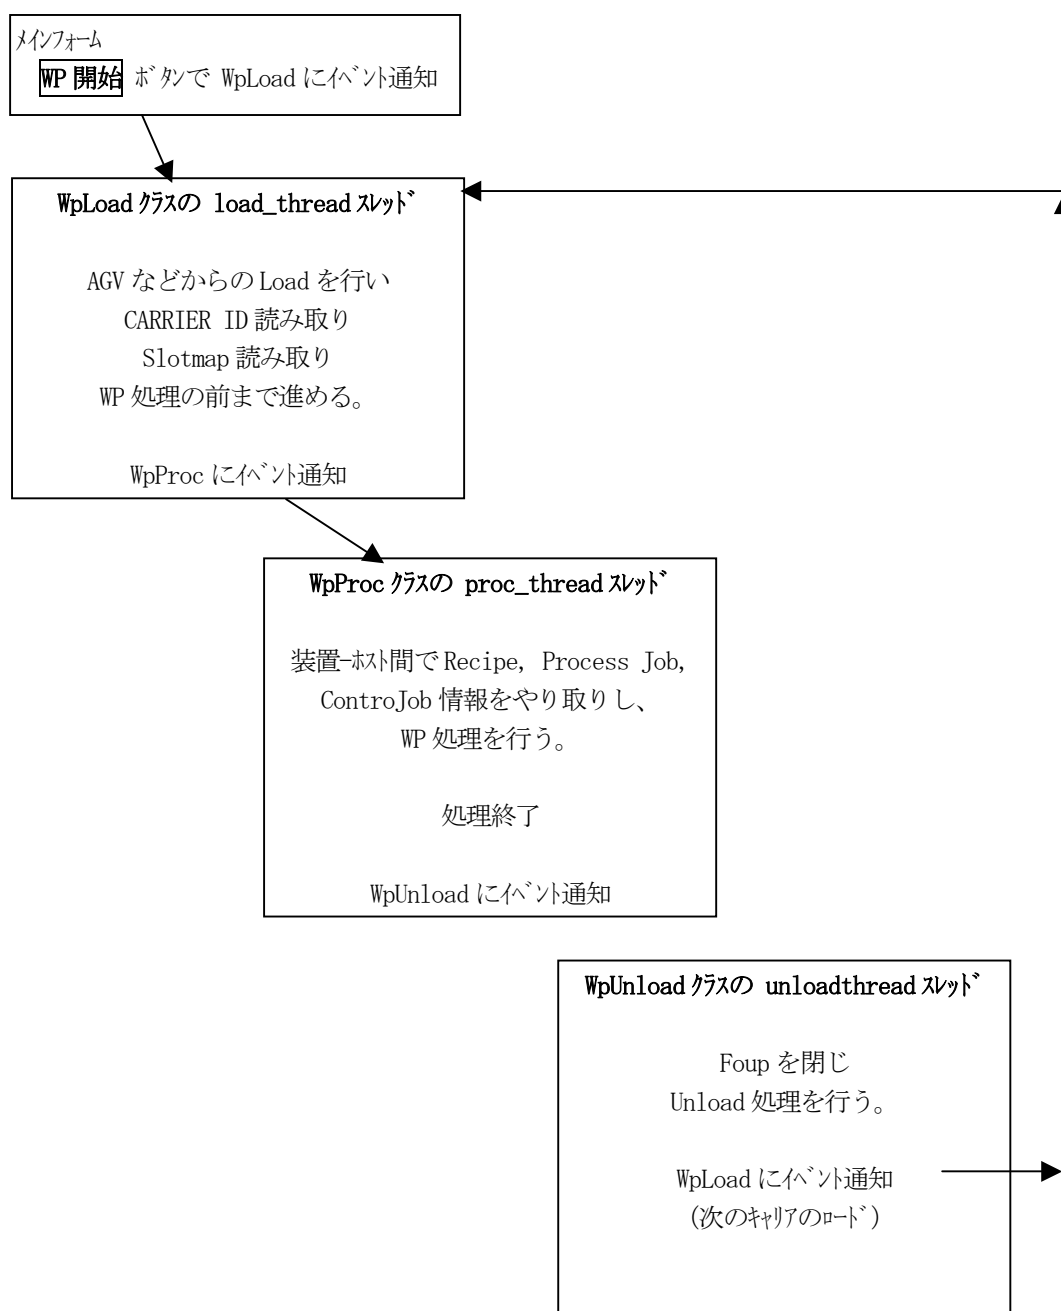 ﾒｲﾝﾌｫｰﾑ
WP 開始 ﾎﾞﾀﾝで WpLoad にｲﾍﾞﾝﾄ通知
WpLoad ｸﾗｽの load_thread ｽﾚｯﾄﾞ
AGV などからの Load を行い
CARRIER ID 読み取り
Slotmap 読み取り
WP 処理の前まで進める。
WpProc にｲﾍﾞﾝﾄ通知
WpProc ｸﾗｽの proc_thread ｽﾚｯﾄﾞ
装置-ﾎｽﾄ間で Recipe, Process Job,
ControJob 情報をやり取りし、
WP 処理を行う。
処理終了
WpUnload にｲﾍﾞﾝﾄ通知
WpUnload ｸﾗｽの unloadthread ｽﾚｯﾄﾞ
Foup を閉じ
Unload 処理を行う。
WpLoad にｲﾍﾞﾝﾄ通知
(次のｷｬﾘｱのﾛｰﾄﾞ)